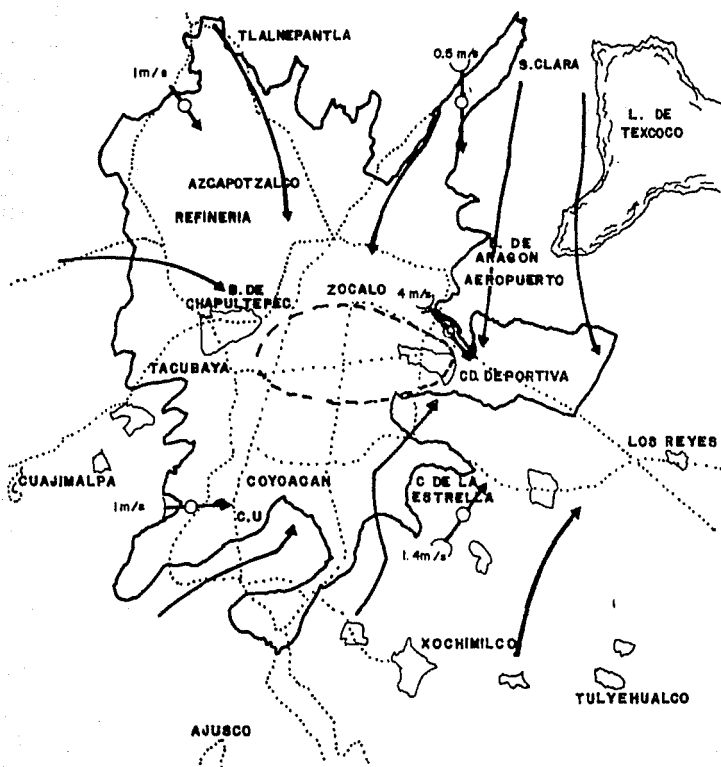 TLALNEPANTLA
0.5 m/s
S. CLARA
1 m/s
L. DE
TEXCOCO
AZCAPOTZALCO
REFINERIA
DE
ARAGON
AEROPUERTO
B. DE
CHAPULTEPEC.
ZOCALO
4 m/s
TACUBAYA
CD. DEPORTIVA
LOS REYES
CUAJIMALPA
COYOACAN
C DE LA
ESTRELLA
1m/s
C.U
1.4m/s
XOCHIMILCO
TULYEHUALCO
AJUSCO